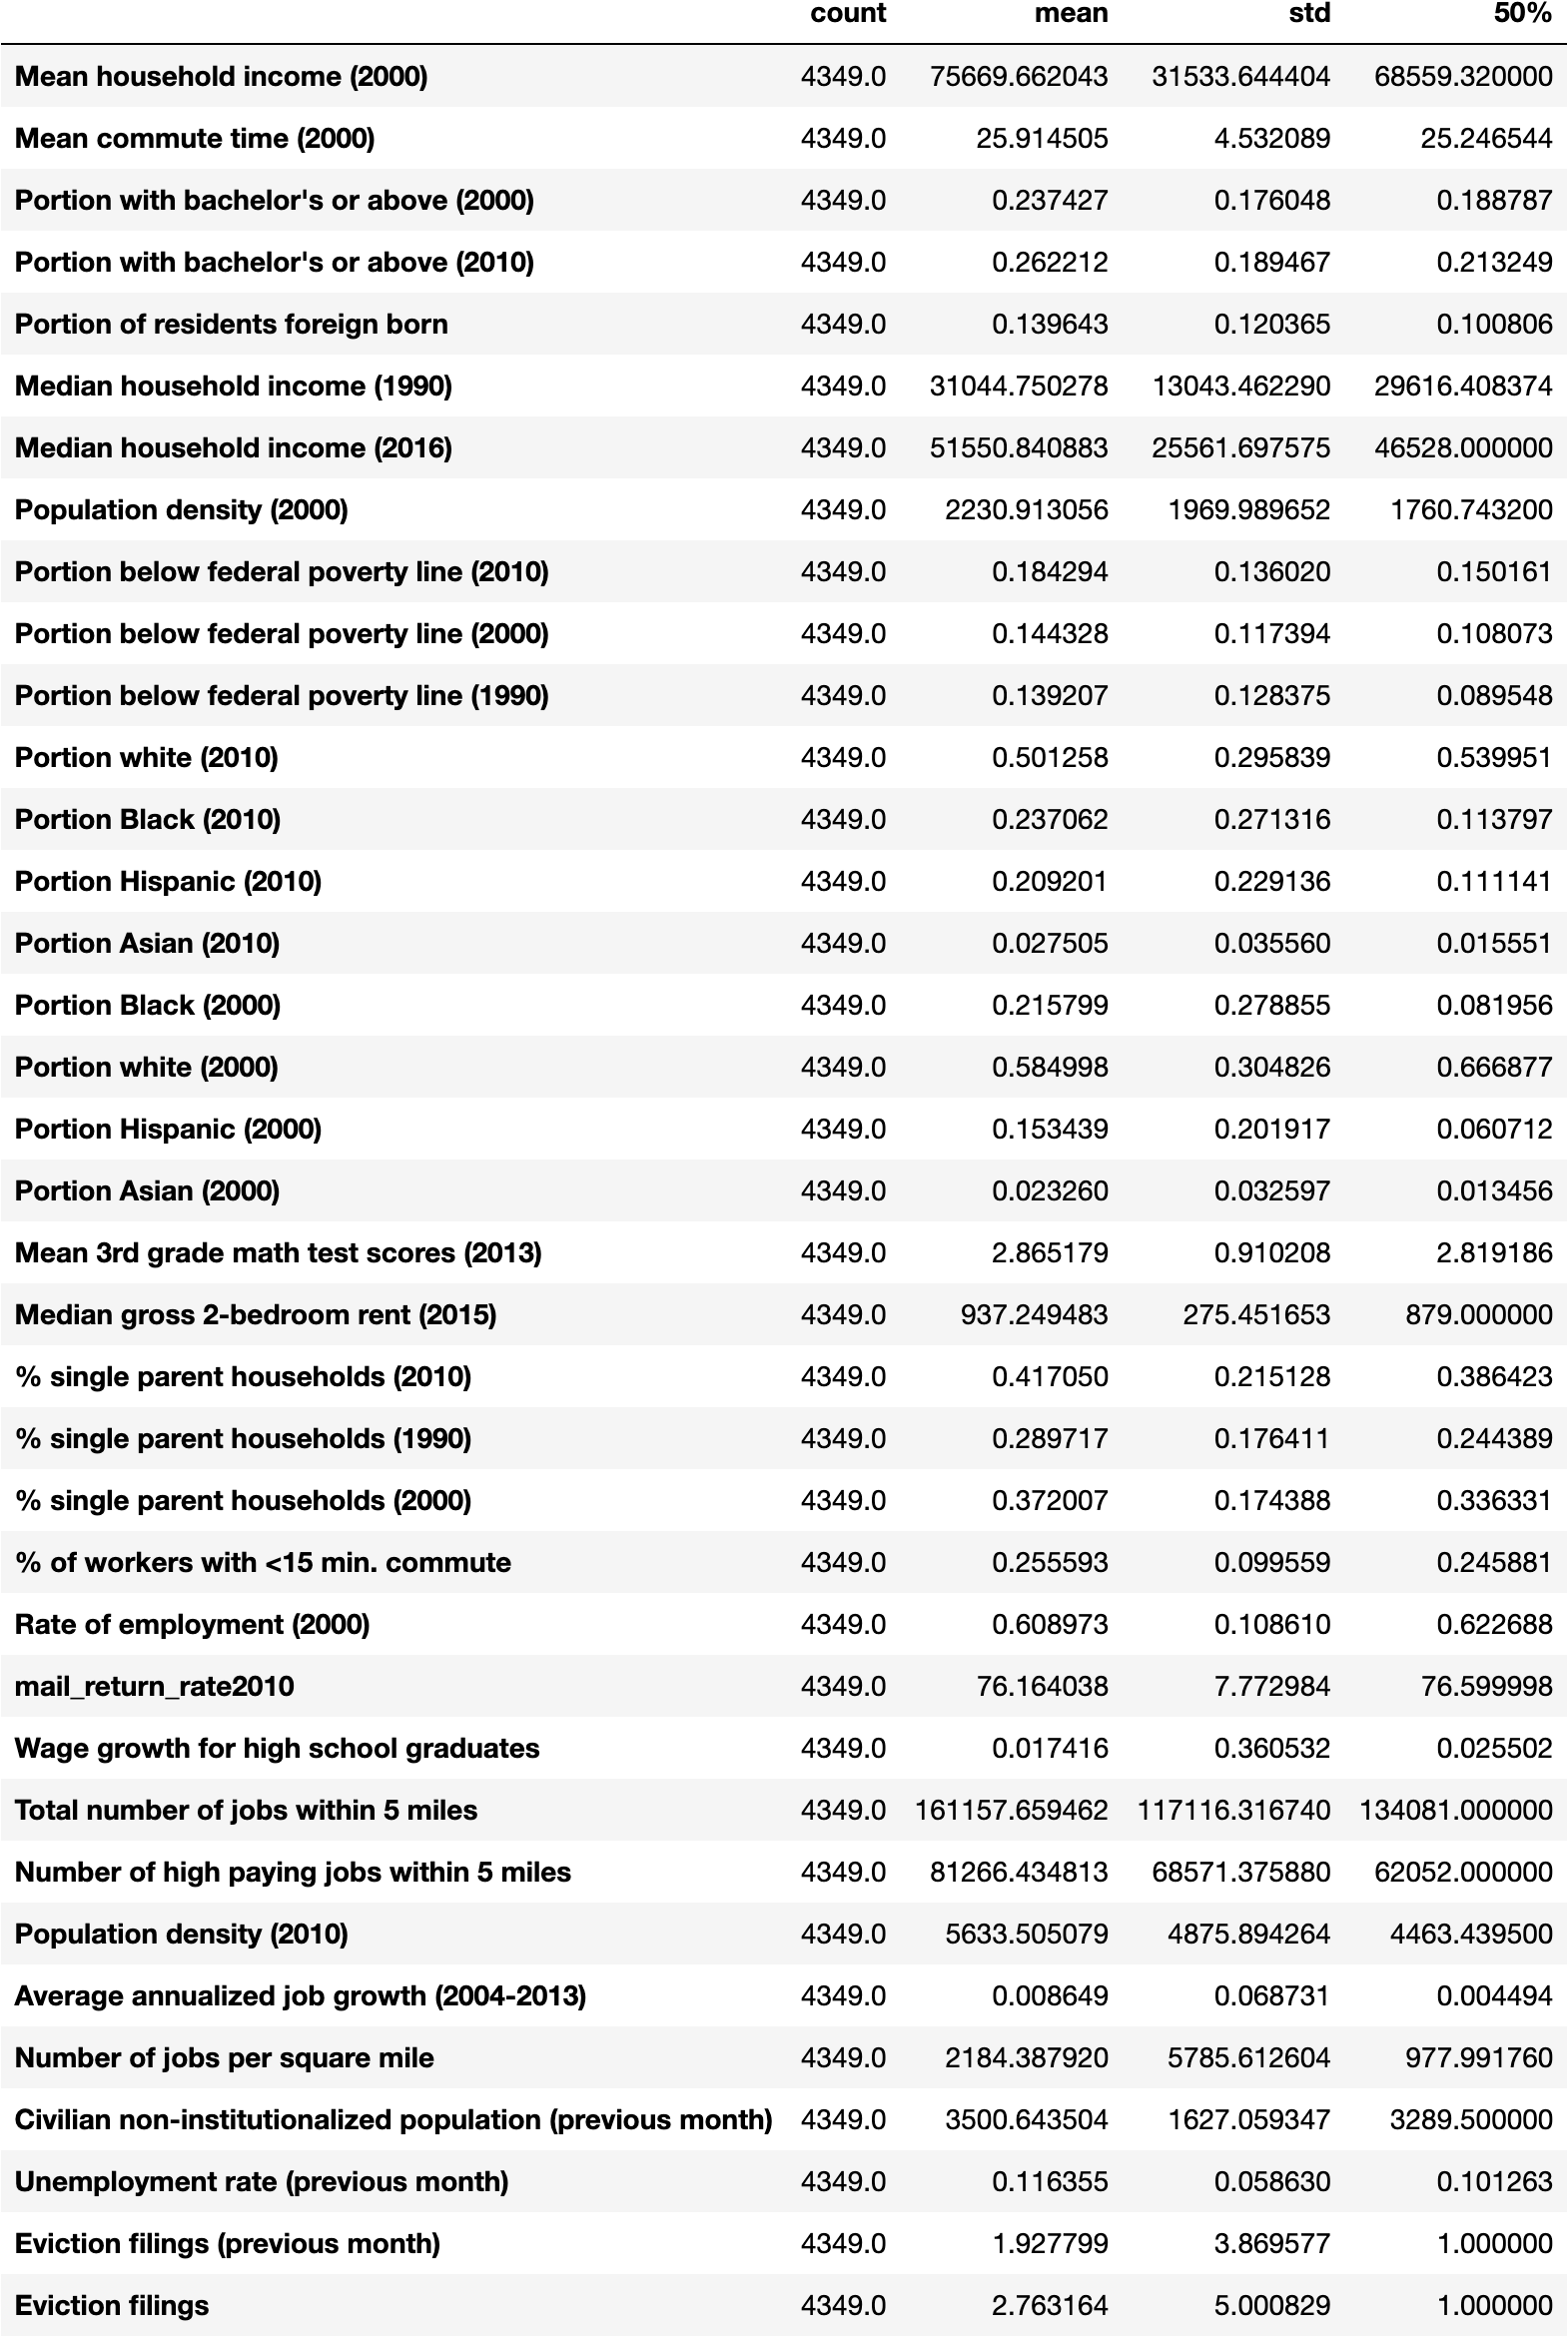 count mean std 50%
Mean household income (2000) 4349.0 75669.662043 31533.644404 68559.320000
Mean commute time (2000) 4349.0 25.914505 4.532089 25.246544
Portion with bachelor's or above (2000) 4349.0 0.237427 0.176048 0.188787
Portion with bachelor's or above (2010) 4349.0 0.262212 0.189467 0.213249
Portion of residents foreign born 4349.0 0.139643 0.120365 0.100806
Median household income (1990) 4349.0 31044.750278 13043.462290 29616.408374
Median household income (2016) 4349.0 51550.840883 25561.697575 46528.000000
Population density (2000) 4349.0 2230.913056 1969.989652 1760.743200
Portion below federal poverty line (2010) 4349.0 0.184294 0.136020 0.150161
Portion below federal poverty line (2000) 4349.0 0.144328 0.117394 0.108073
Portion below federal poverty line (1990) 4349.0 0.139207 0.128375 0.089548
Portion white (2010) 4349.0 0.501258 0.295839 0.539951
Portion Black (2010) 4349.0 0.237062 0.271316 0.113797
Portion Hispanic (2010) 4349.0 0.209201 0.229136 0.111141
Portion Asian (2010) 4349.0 0.027505 0.035560 0.015551
Portion Black (2000) 4349.0 0.215799 0.278855 0.081956
Portion white (2000) 4349.0 0.584998 0.304826 0.666877
Portion Hispanic (2000) 4349.0 0.153439 0.201917 0.060712
Portion Asian (2000) 4349.0 0.023260 0.032597 0.013456
Mean 3rd grade math test scores (2013) 4349.0 2.865179 0.910208 2.819186
Median gross 2-bedroom rent (2015) 4349.0 937.249483 275.451653 879.000000
% single parent households (2010) 4349.0 0.417050 0.215128 0.386423
% single parent households (1990) 4349.0 0.289717 0.176411 0.244389
% single parent households (2000) 4349.0 0.372007 0.174388 0.336331
% of workers with <15 min. commute 4349.0 0.255593 0.099559 0.245881
Rate of employment (2000) 4349.0 0.608973 0.108610 0.622688
mail_return_rate2010 4349.0 76.164038 7.772984 76.599998
Wage growth for high school graduates 4349.0 0.017416 0.360532 0.025502
Total number of jobs within 5 miles 4349.0 161157.659462 117116.316740 134081.000000
Number of high paying jobs within 5 miles 4349.0 81266.434813 68571.375880 62052.000000
Population density (2010) 4349.0 5633.505079 4875.894264 4463.439500
Average annualized job growth (2004-2013) 4349.0 0.008649 0.068731 0.004494
Number of jobs per square mile 4349.0 2184.387920 5785.612604 977.991760
Civilian non-institutionalized population (previous month) 4349.0 3500.643504 1627.059347 3289.500000
Unemployment rate (previous month) 4349.0 0.116355 0.058630 0.101263
Eviction filings (previous month) 4349.0 1.927799 3.869577 1.000000
Eviction filings 4349.0 2.763164 5.000829 1.000000